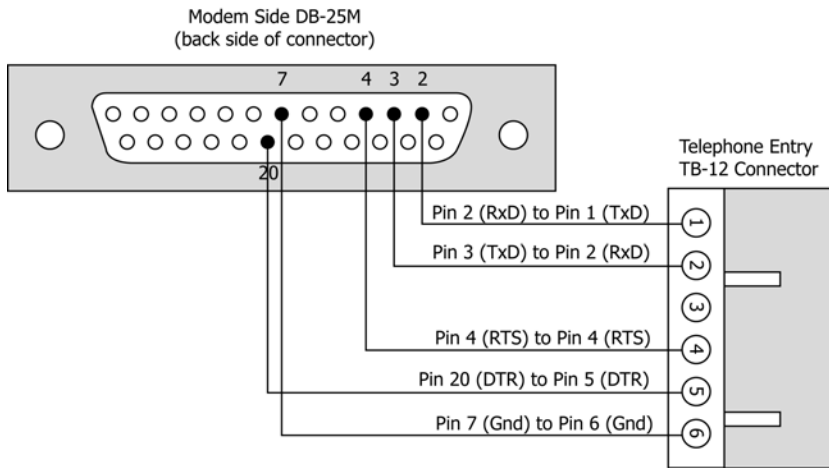 Modem Side DB-25M
(back side of connector)
7 4 3 2
20
Telephone Entry
TB-12 Connector
Pin 2 (RxD) to Pin 1 (TxD)
1
Pin 3 (TxD) to Pin 2 (RxD)
2
3
Pin 4 (RTS) to Pin 4 (RTS)
4
Pin 20 (DTR) to Pin 5 (DTR)
5
Pin 7 (Gnd) to Pin 6 (Gnd)
6